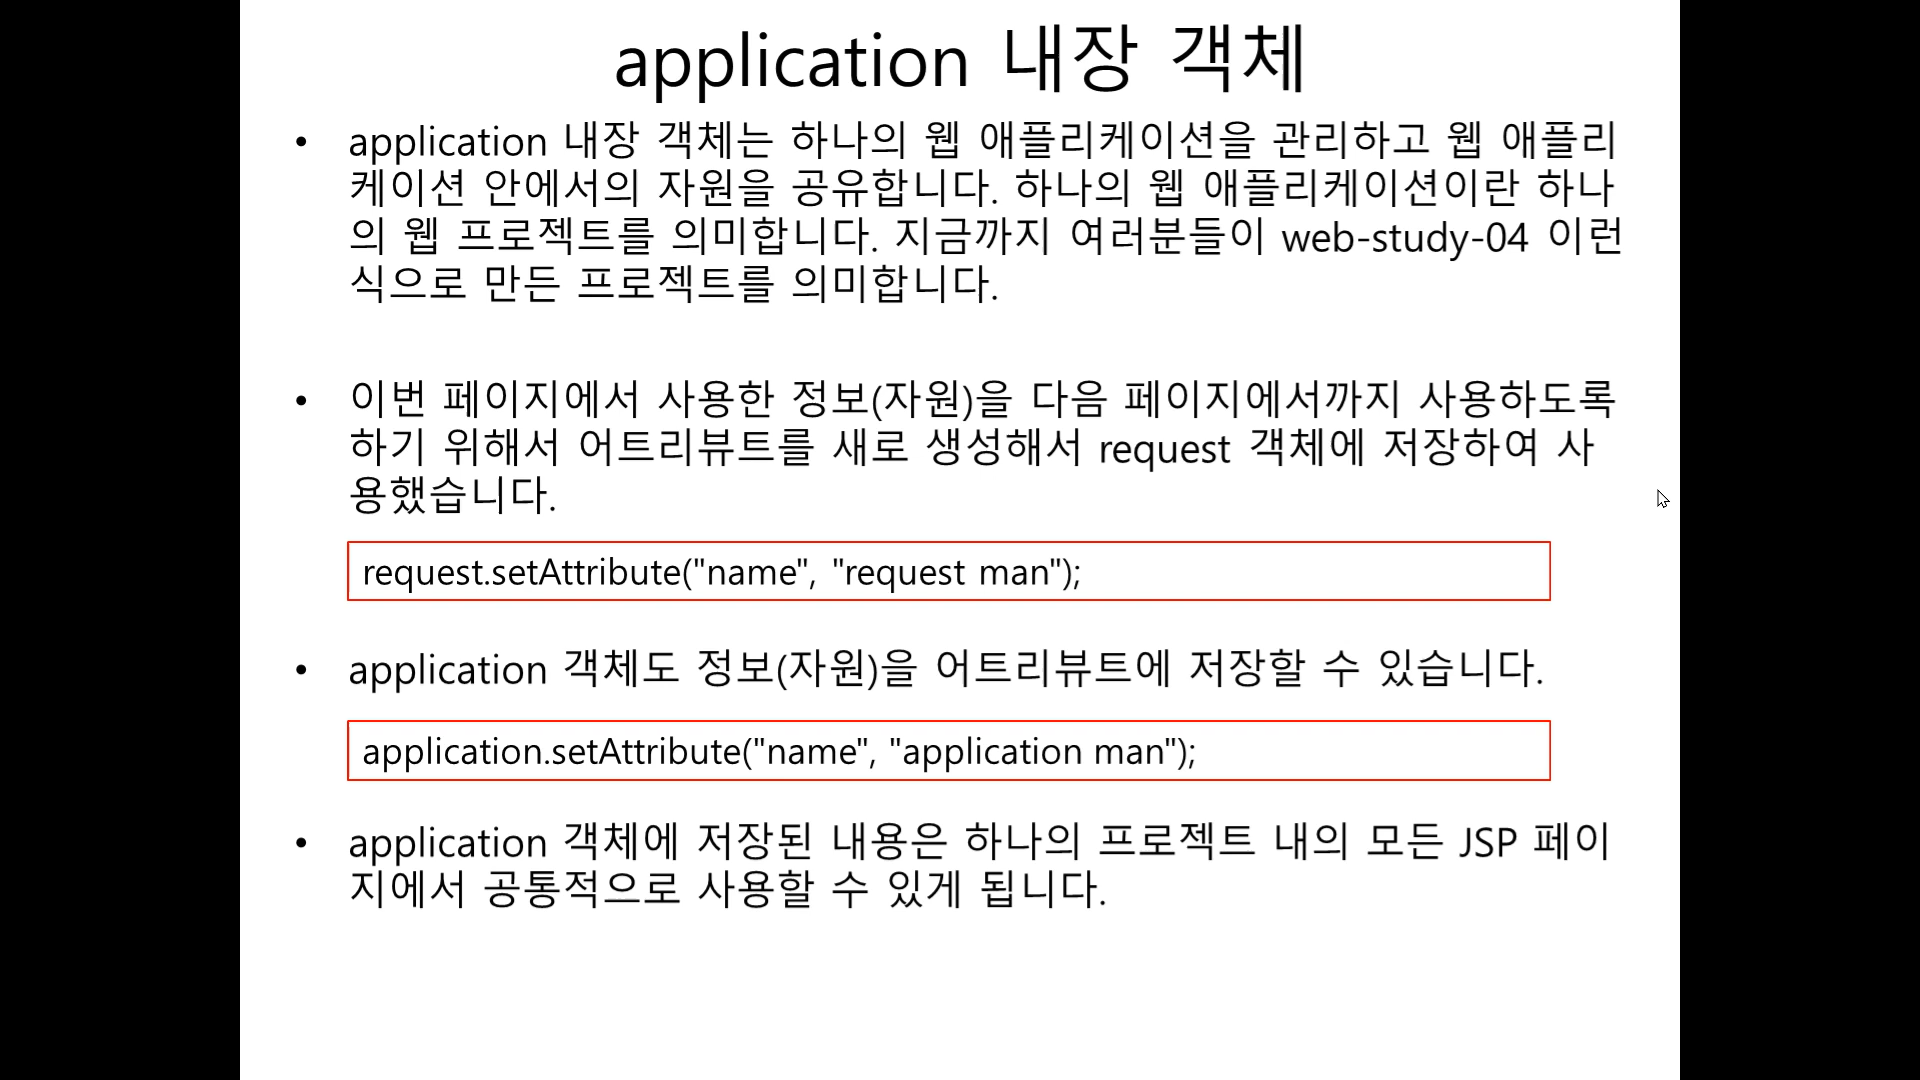 application 내장 객체
• application 내장 객체는 하나의 웹 애플리케이션을 관리하고 웹 애플리
케이션 안에서의 자원을 공유합니다. 하나의 웹 애플리케이션이란 하나
의 웹 프로젝트를 의미합니다. 지금까지 여러분들이 web-study-04 이런
식으로 만든 프로젝트를 의미합니다.
• 이번 페이지에서 사용한 정보(자원)을 다음 페이지에서까지 사용하도록
하기 위해서 어트리뷰트를 새로 생성해서 request 객체에 저장하여 사
용했습니다.
request.setAttribute("name", "request man");
• application 객체도 정보(자원)을 어트리뷰트에 저장할 수 있습니다.
application.setAttribute("name", "application man");
• application 객체에 저장된 내용은 하나의 프로젝트 내의 모든 JSP 페이
지에서 공통적으로 사용할 수 있게 됩니다.